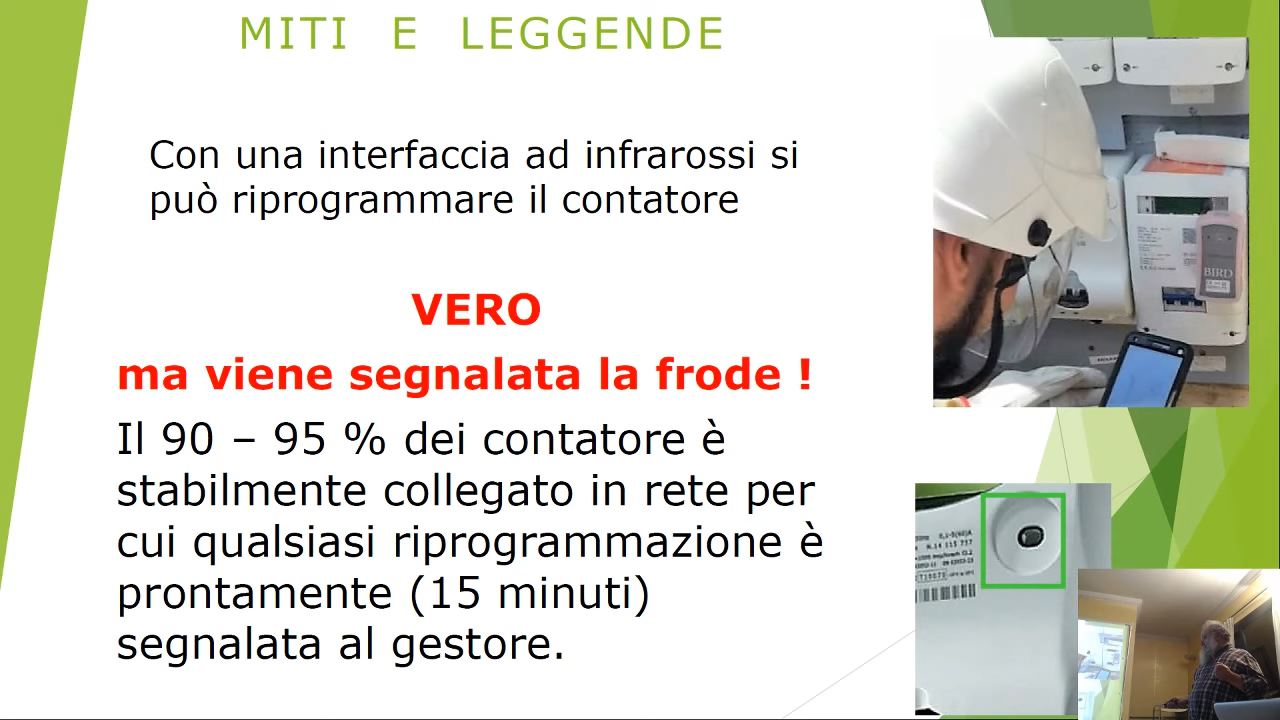 MITI E LEGGENDE
Con una interfaccia ad infrarossi si
può riprogrammare il contatore
VERO
ma viene segnalata la frode !
Il 90 – 95 % dei contatore è
stabilmente collegato in rete per
cui qualsiasi riprogrammazione è
prontamente (15 minuti)
segnalata al gestore.
BIRD